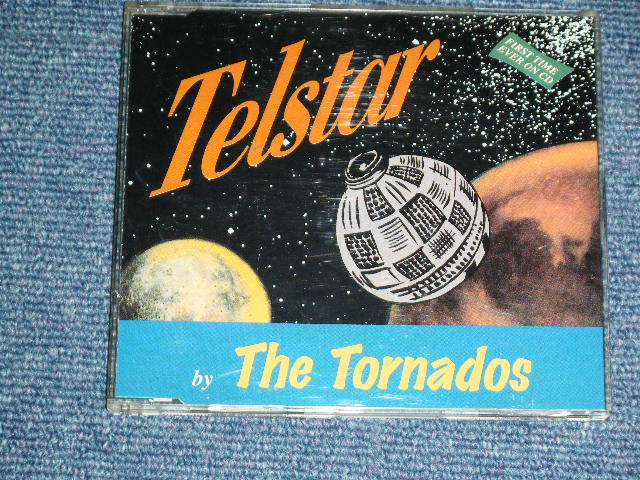 Telstar
FIRST TIME
EVER ON CD
by The Tornados